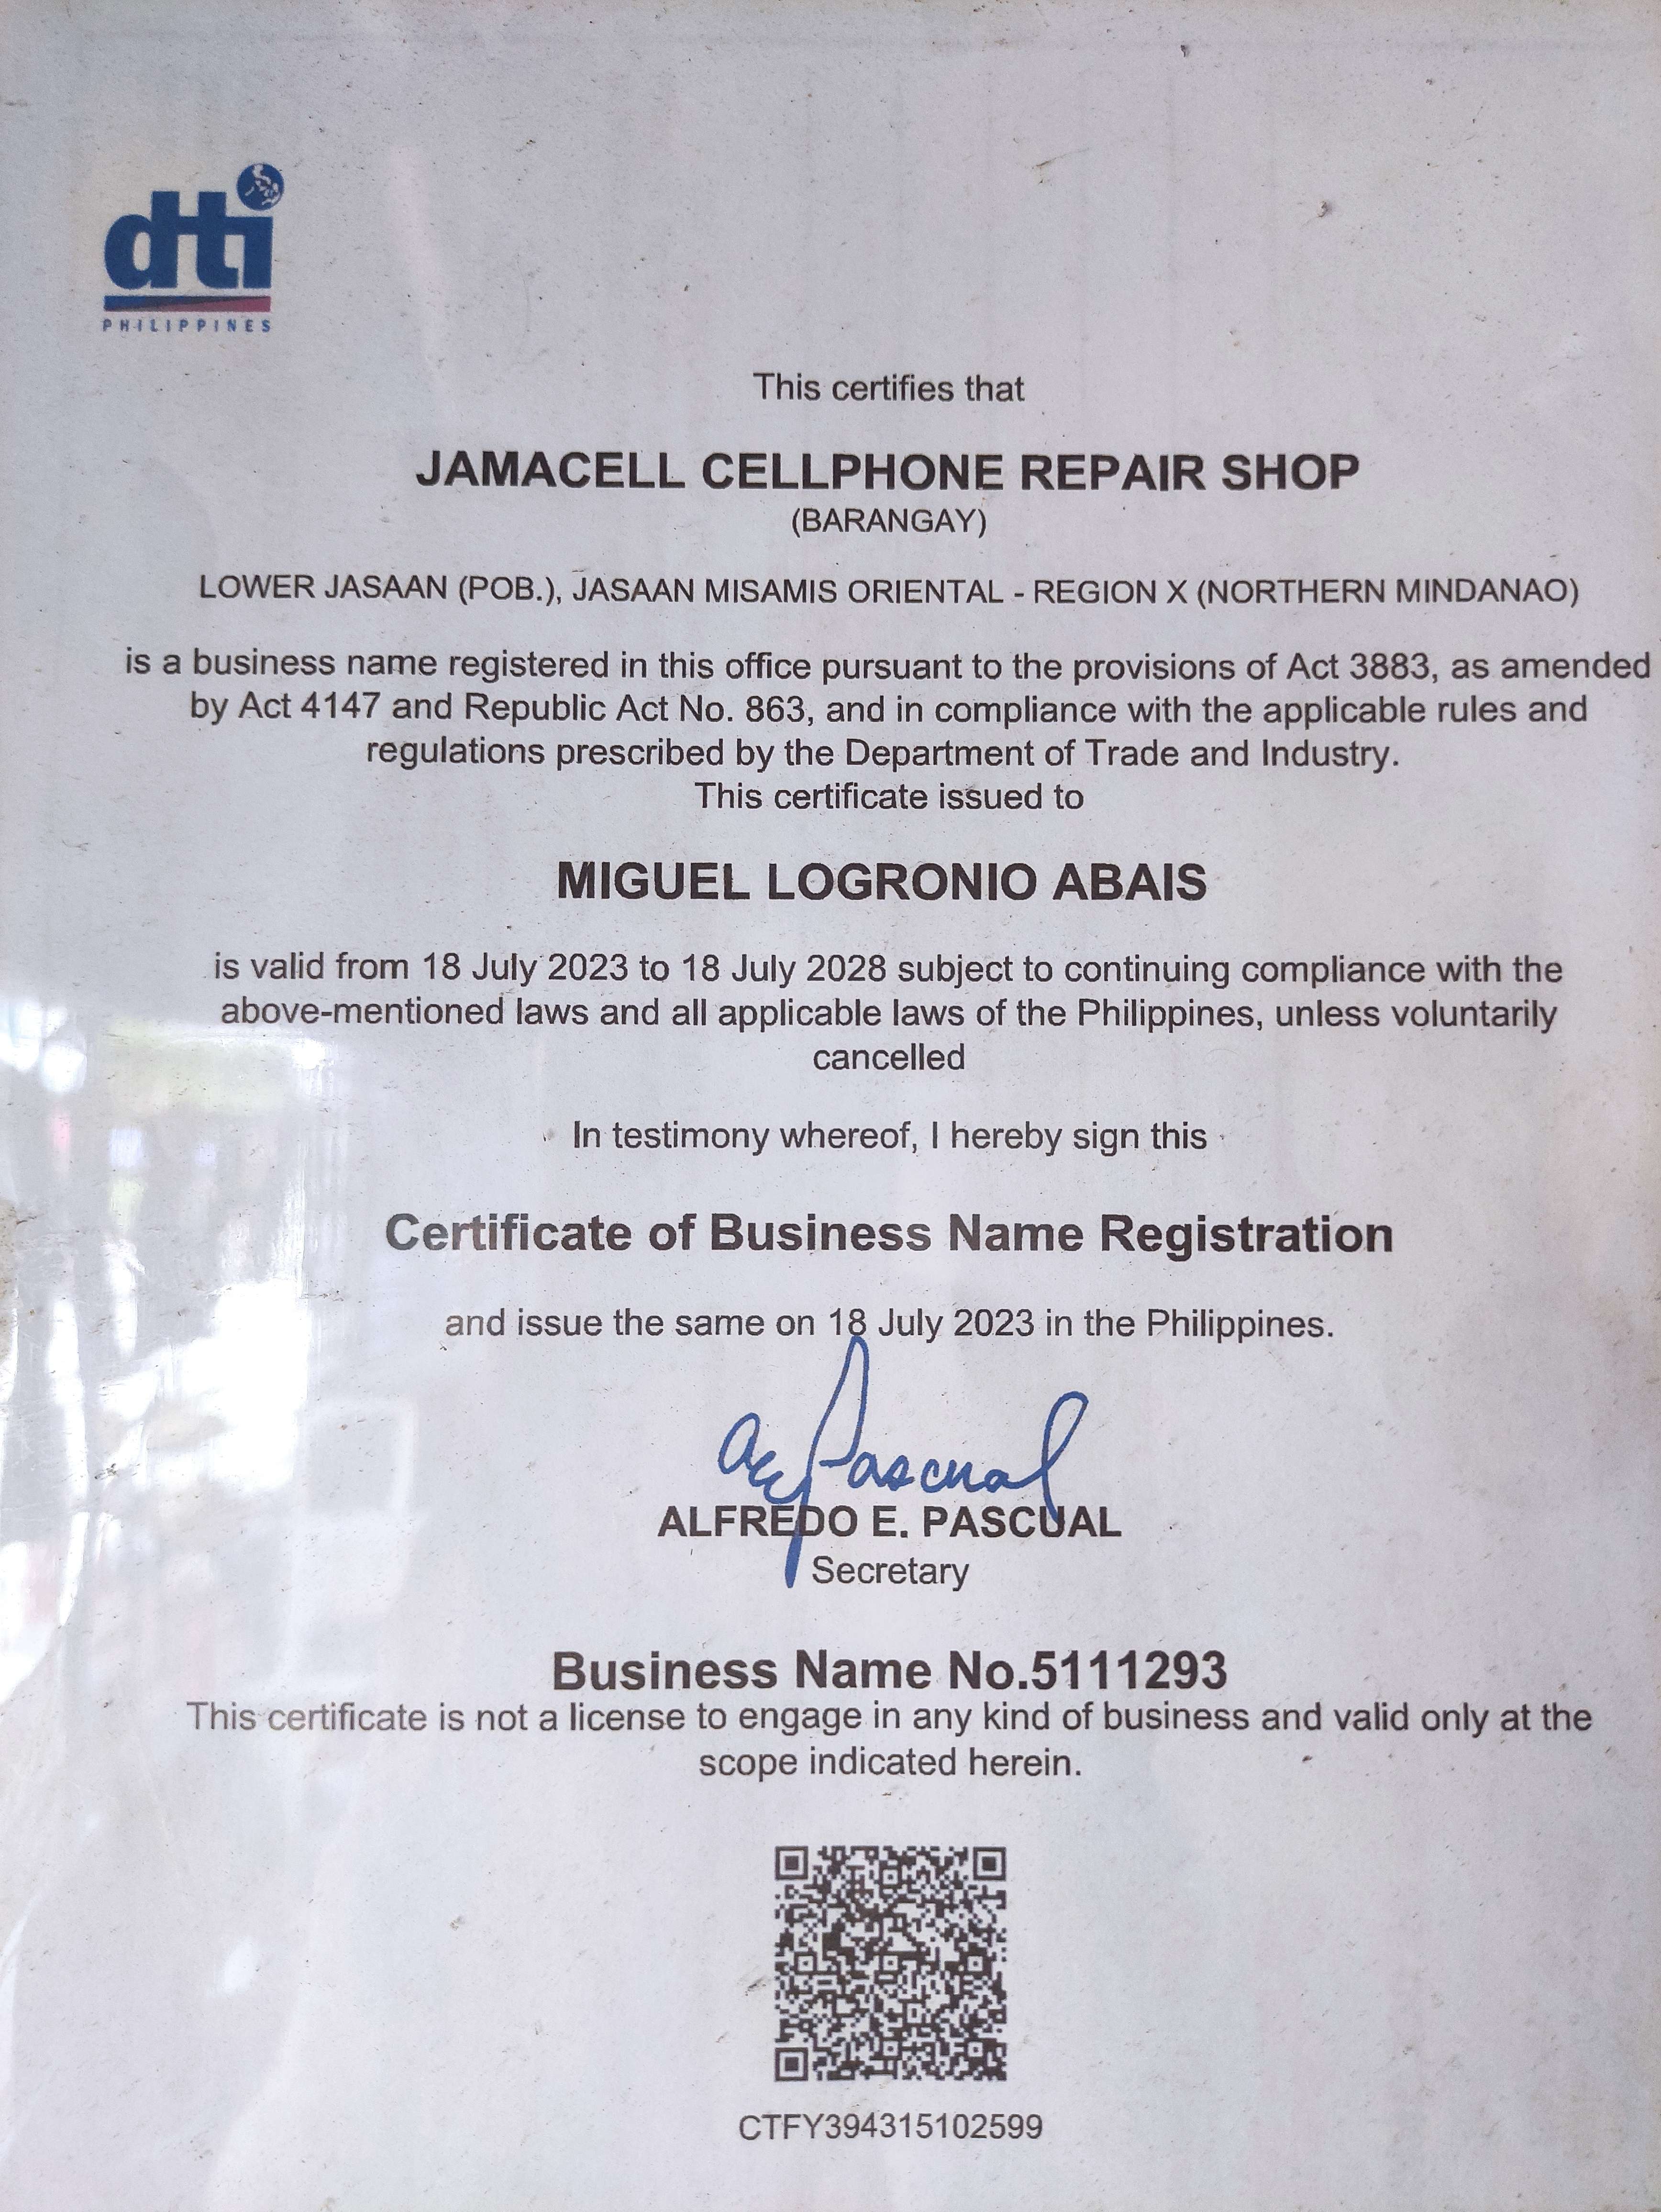 dti
PHILIPPINES
This certifies that
JAMACELL CELLPHONE REPAIR SHOP
(BARANGAY)
LOWER JASAAN (POB.), JASAAN MISAMIS ORIENTAL - REGION X (NORTHERN MINDANAO)
is a business name registered in this office pursuant to the provisions of Act 3883, as amended
by Act 4147 and Republic Act No. 863, and in compliance with the applicable rules and
regulations prescribed by the Department of Trade and Industry.
This certificate issued to
MIGUEL LOGRONIO ABAIS
is valid from 18 July 2023 to 18 July 2028 subject to continuing compliance with the
above-mentioned laws and all applicable laws of the Philippines, unless voluntarily
cancelled
In testimony whereof, I hereby sign this
Certificate of Business Name Registration
and issue the same on 18 July 2023 in the Philippines.
ae Pascual
ALFREDO E. PASCUAL
Secretary
Business Name No.5111293
This certificate is not a license to engage in any kind of business and valid only at the
scope indicated herein.
CTFY394315102599